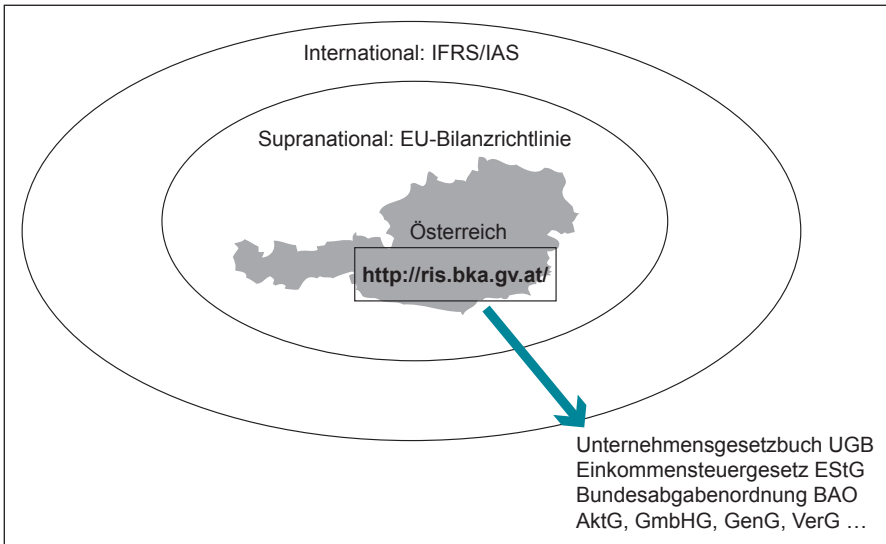 International: IFRS/IAS
Supranational: EU-Bilanzrichtlinie
Österreich
http://ris.bka.gv.at/
Unternehmensgesetzbuch UGB
Einkommensteuergesetz EStG
Bundesabgabenordnung BAO
AktG, GmbHG, GenG, VerG …